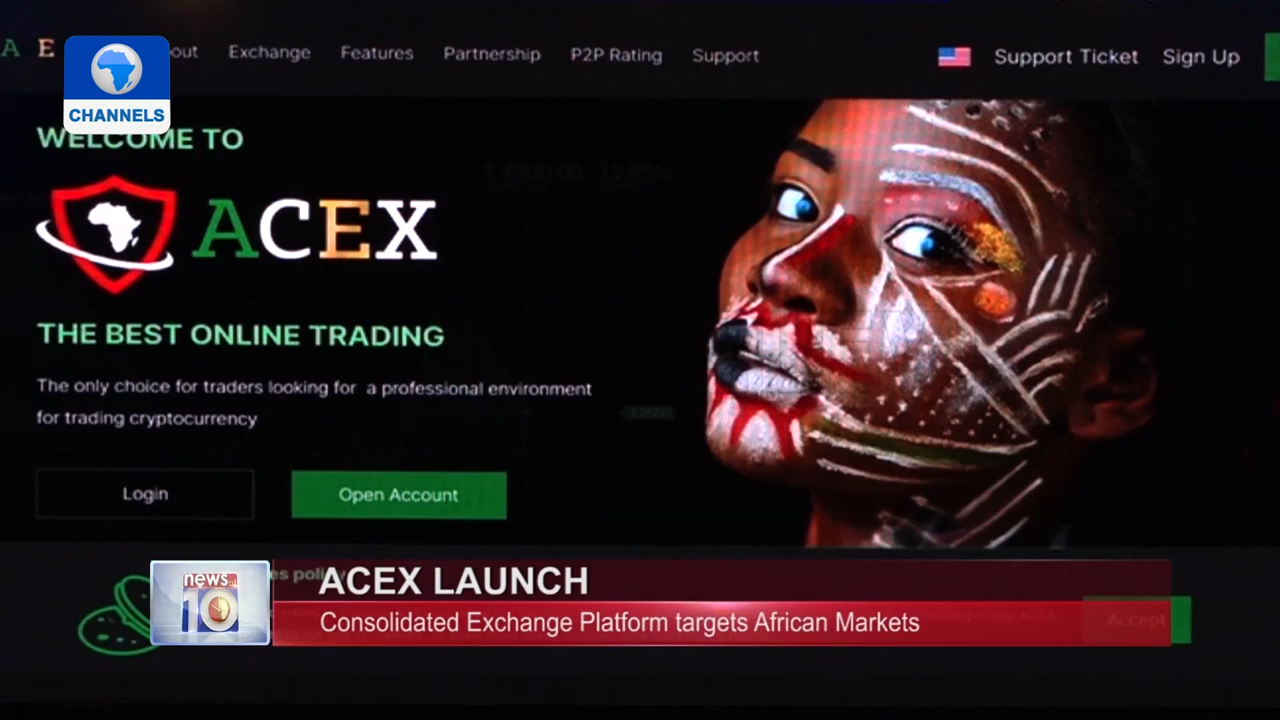 A E
out Exchange Features Partnership P2P Rating Support Support Ticket Sign Up
CHANNELS
WELCOME TO
ACEX
THE BEST ONLINE TRADING
The only choice for traders looking for a professional environment
for trading cryptocurrency
Login Open Account
news at 10
ACEX LAUNCH
Consolidated Exchange Platform targets African Markets
Accept